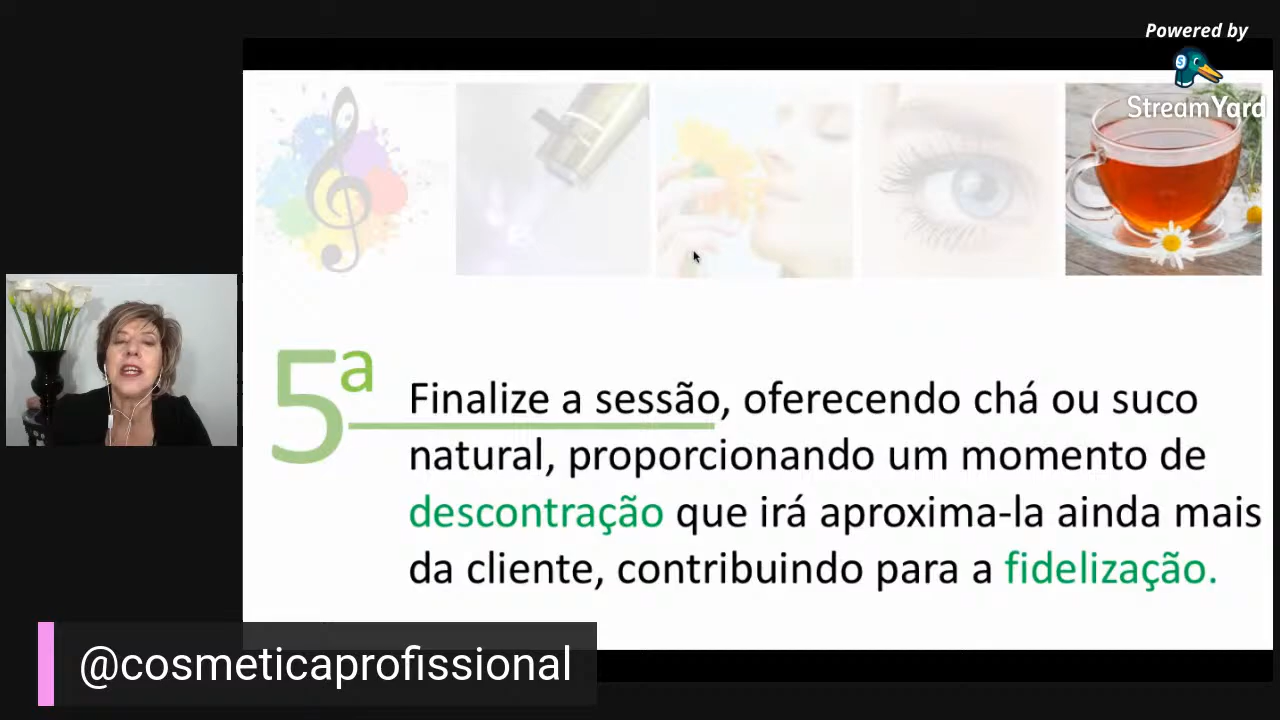 Powered by
StreamYard
5ª
Finalize a sessão, oferecendo chá ou suco
natural, proporcionando um momento de
descontração que irá aproxima-la ainda mais
da cliente, contribuindo para a fidelização.
@cosmeticaprofissional